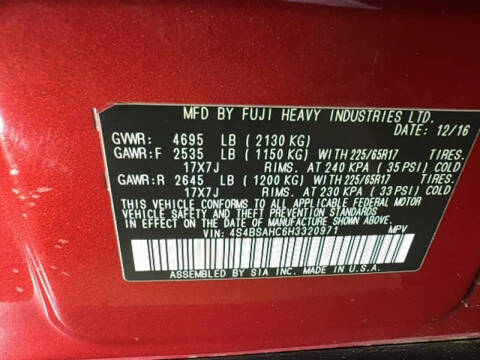 MFD BY FUJI HEAVY INDUSTRIES LTD.
DATE: 12/16
GVWR: 4695 LB (2130 KG)
GAWR:F 2535 LB (1150 KG) WITH 225/65R17 TIRES.
17X7J RIMS. AT 240 KPA (35 PSI) COLD
GAWR:R 2645 LB (1200 KG) WITH 225/65R17 TIRES.
17X7J RIMS. AT 230 KPA (33 PSI) COLD
THIS VEHICLE CONFORMS TO ALL APPLICABLE FEDERAL MOTOR
VEHICLE SAFETY AND THEFT PREVENTION STANDARDS
IN EFFECT ON THE DATE OF MANUFACTURE SHOWN ABOVE.
VIN: 4S4BSAHC6H3320971 MPV
ASSEMBLED BY SIA INC. MADE IN U.S.A.